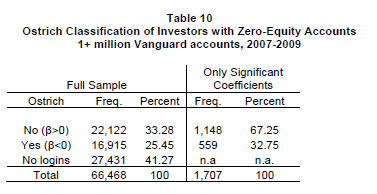 Table 10
Ostrich Classification of Investors with Zero-Equity Accounts
1+ million Vanguard accounts, 2007-2009
Only Significant
Full Sample Coefficients
Ostrich Freq. Percent Freq. Percent
No (β>0) 22,122 33.28 1,148 67.25
Yes (β<0) 16,915 25.45 559 32.75
No logins 27,431 41.27 n.a n.a.
Total 66,468 100 1,707 100